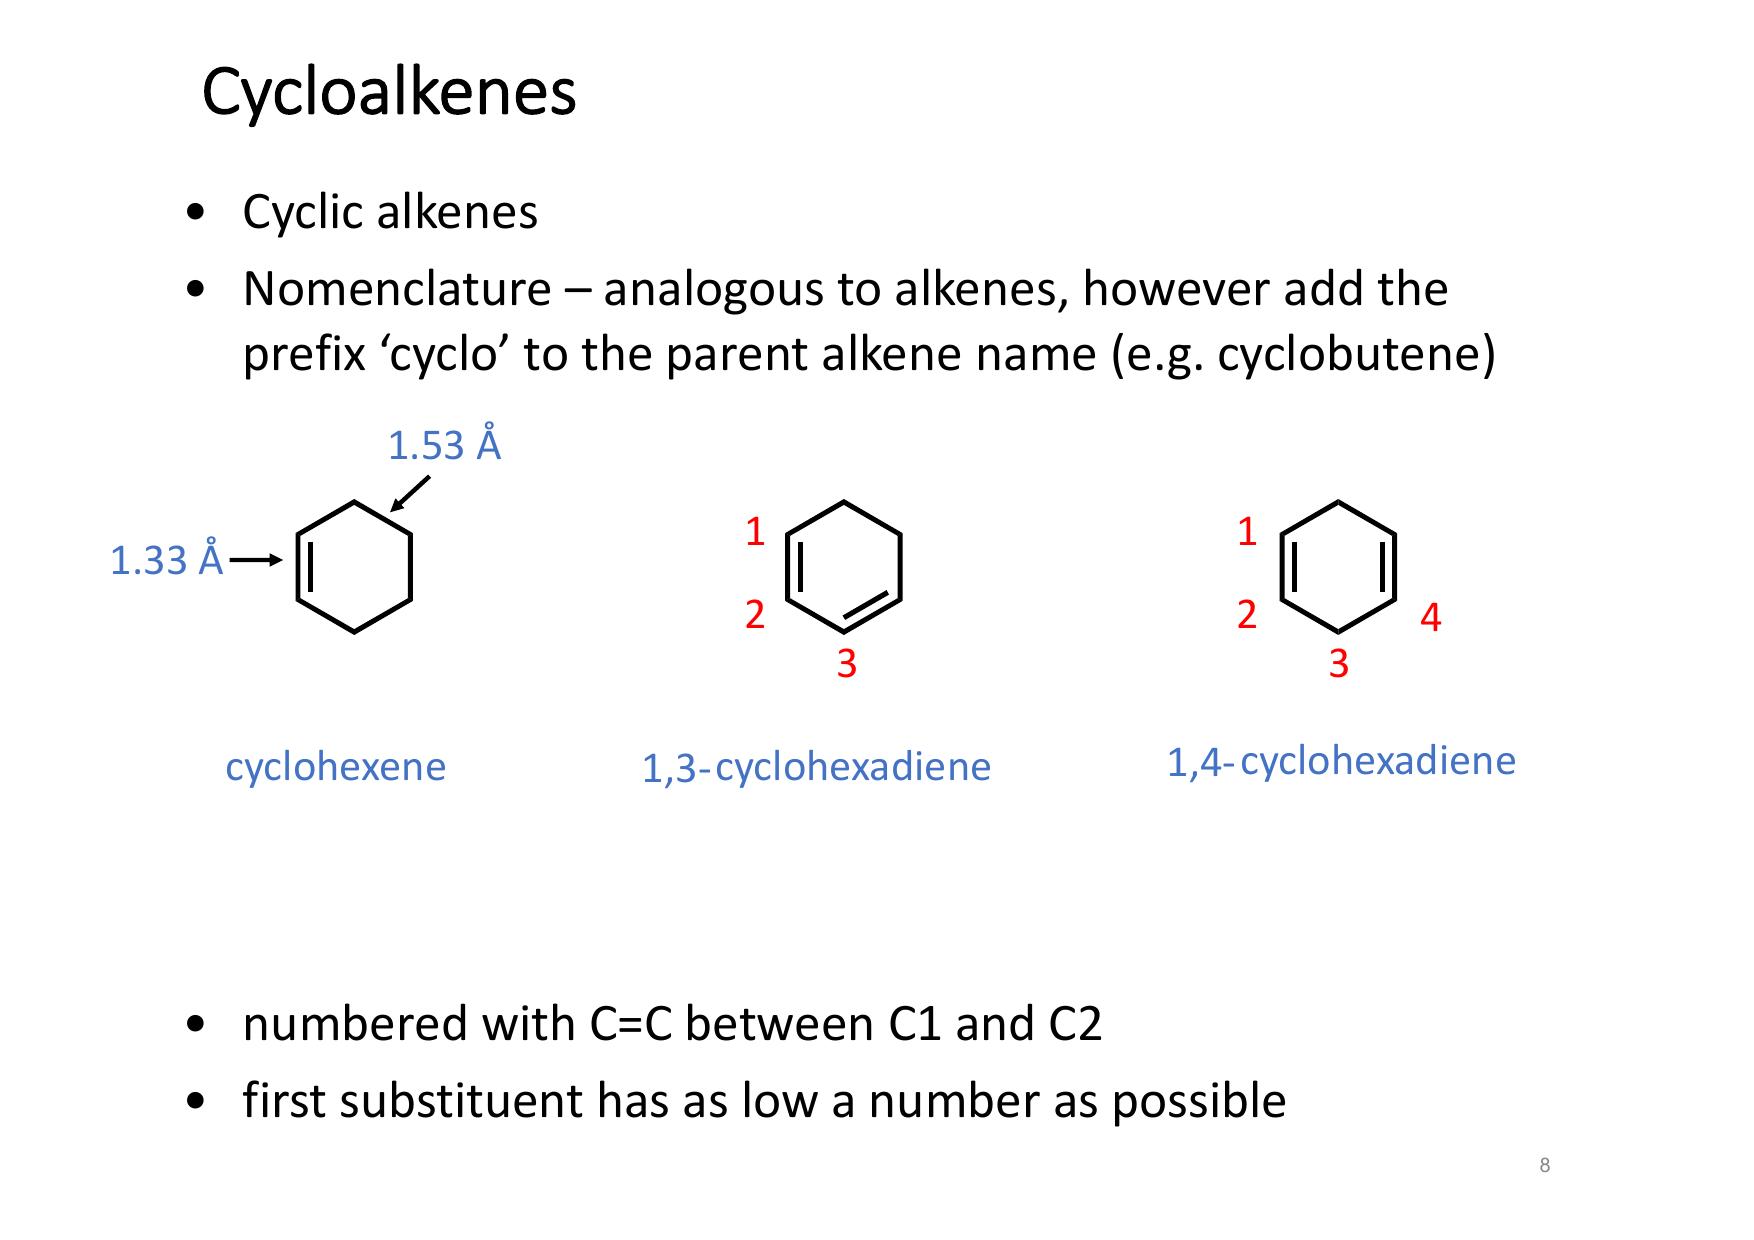 Cycloalkenes
• Cyclic alkenes
• Nomenclature – analogous to alkenes, however add the
prefix ‘cyclo’ to the parent alkene name (e.g. cyclobutene)
1.53 Å
1.33 Å
1
2
3
1
2
3
4
cyclohexene
1,3-cyclohexadiene
1,4-cyclohexadiene
• numbered with C=C between C1 and C2
• first substituent has as low a number as possible
8